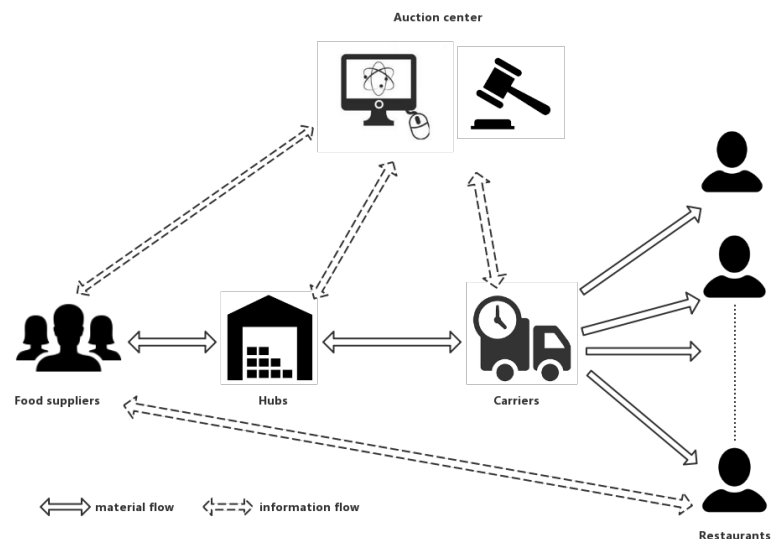 Auction center
Food suppliers
Hubs
Carriers
material flow
information flow
Restaurants